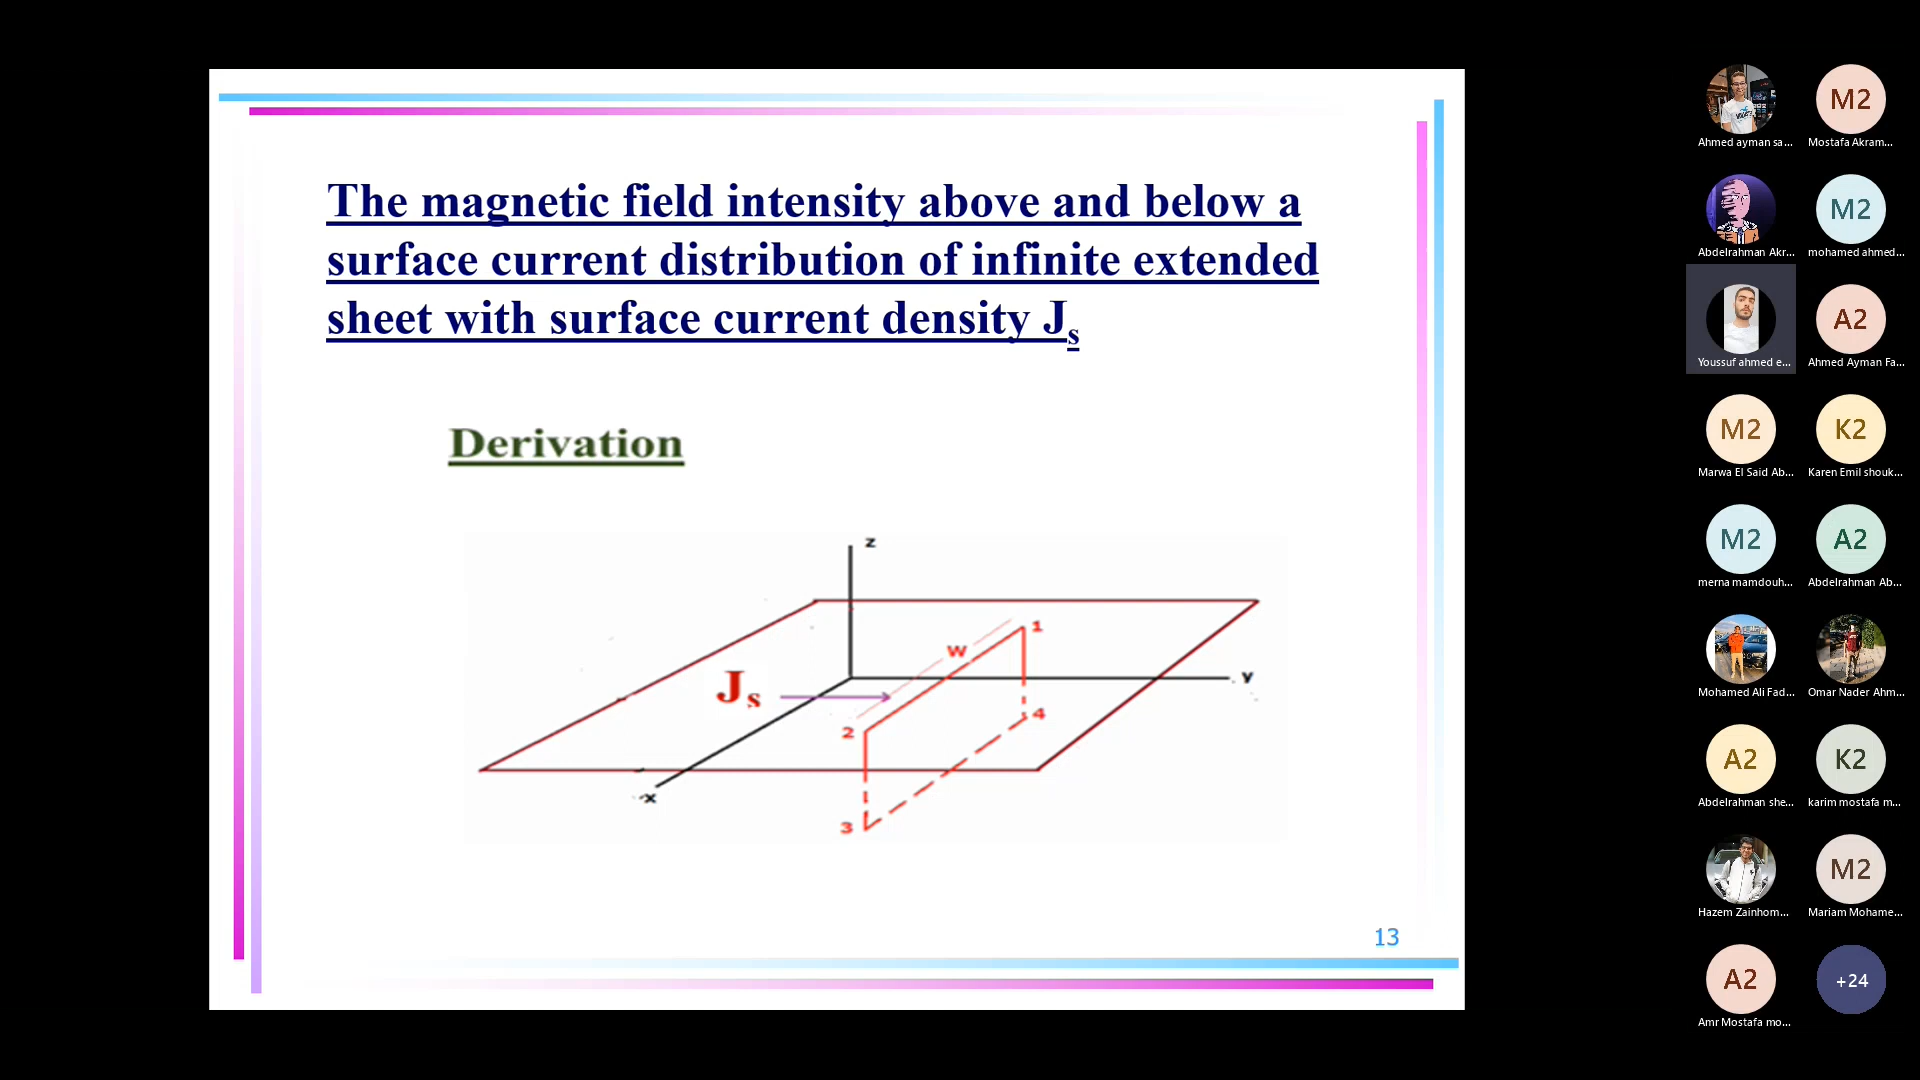 The magnetic field intensity above and below a
surface current distribution of infinite extended
sheet with surface current density Js
Derivation
z
1
W
Js
y
2
4
x
3
13
Ahmed ayman sa...
M2
Mostafa Akram...
Abdelrahman Akr...
M2
mohamed ahmed...
Youssuf ahmed e...
A2
Ahmed Ayman Fa...
M2
Marwa El Said Ab...
K2
Karen Emil shouk...
M2
merna mamdouh...
A2
Abdelrahman Ab...
Mohamed Ali Fad...
Omar Nader Ahm...
A2
Abdelrahman she...
K2
karim mostafa m...
Hazem Zainhom...
M2
Mariam Mohame...
A2
Amr Mostafa mo...
+24